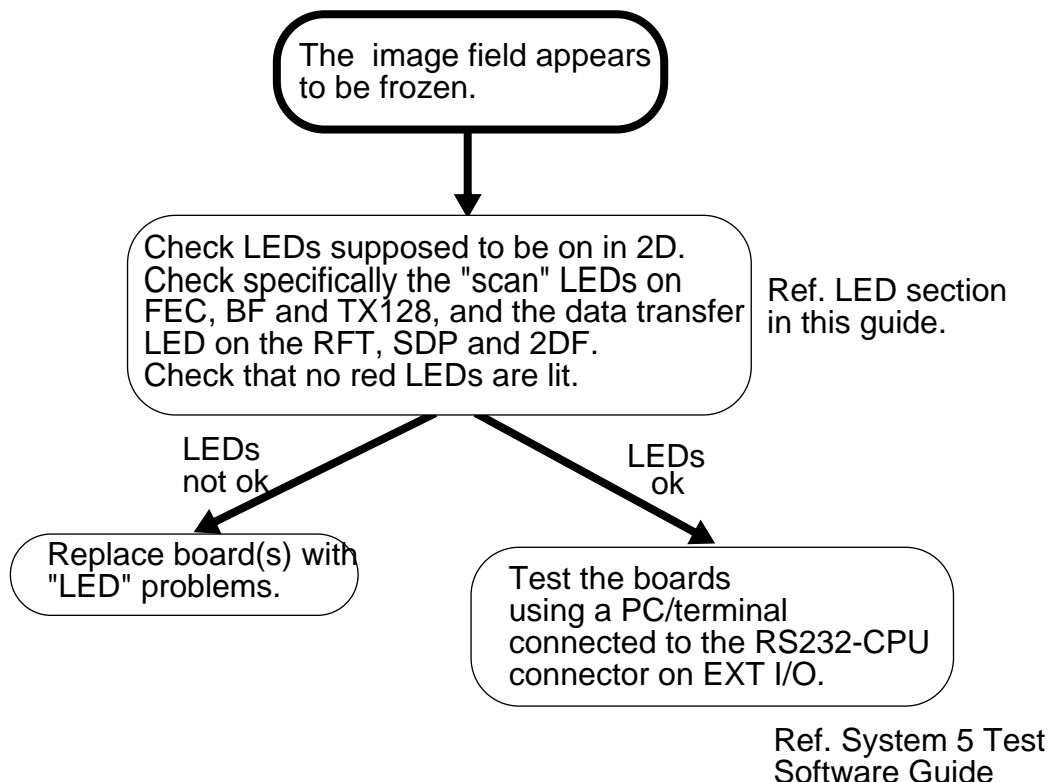 The image field appears
to be frozen.
Check LEDs supposed to be on in 2D.
Check specifically the "scan" LEDs on
FEC, BF and TX128, and the data transfer
LED on the RFT, SDP and 2DF.
Check that no red LEDs are lit.
Ref. LED section
in this guide.
LEDs
not ok
LEDs
ok
Replace board(s) with
"LED" problems.
Test the boards
using a PC/terminal
connected to the RS232-CPU
connector on EXT I/O.
Ref. System 5 Test
Software Guide